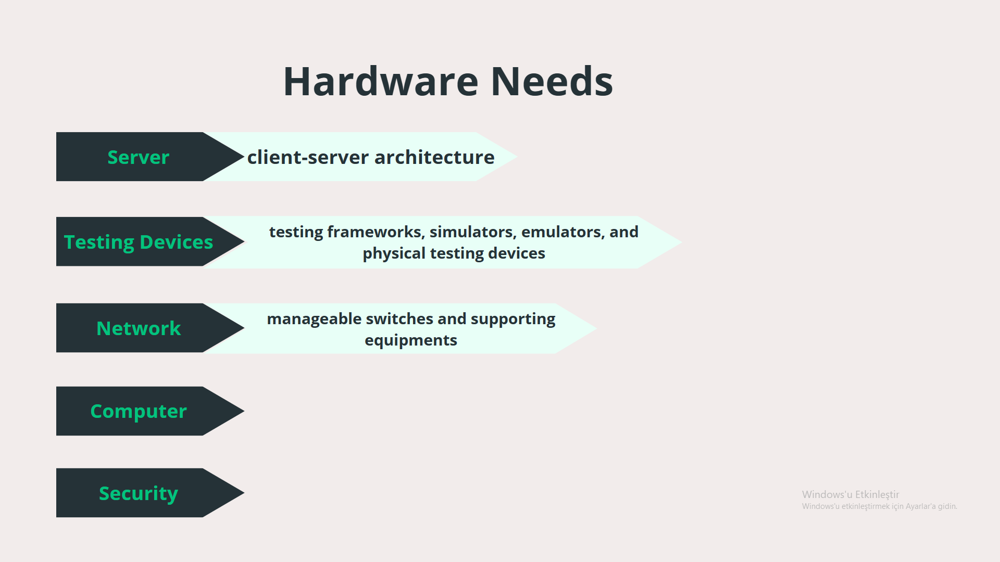 Hardware Needs
Server
client-server architecture
Testing Devices
testing frameworks, simulators, emulators, and
physical testing devices
Network
manageable switches and supporting
equipments
Computer
Security
Windows'u Etkinleştir
Windows'u etkinleştirmek için Ayarlar'a gidin.